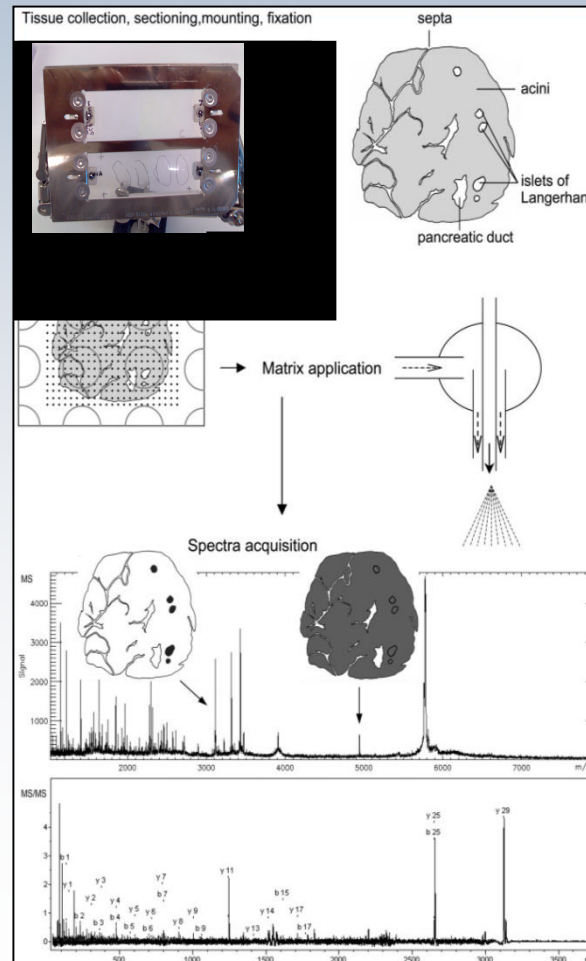 Tissue collection, sectioning,mounting, fixation
septa
acini
islets of
Langerhan
pancreatic duct
Matrix application
Spectra acquisition
MS
Signal
4000
3000
2000
1000
2000
3000
4000
5000
6000
7000
m/
MS/MS
4
3
2
1
0
b 1
y 1
b 2
y 2
y 3
b 3
y 4
b 4
y 5
b 5
y 6
b 6
y 7
b 7
y 8
y 9
b 9
y 11
y 13
y 14
b 15
y 17
b 17
y 25
b 25
y 29
500
1000
1500
2000
2500
3000
3500